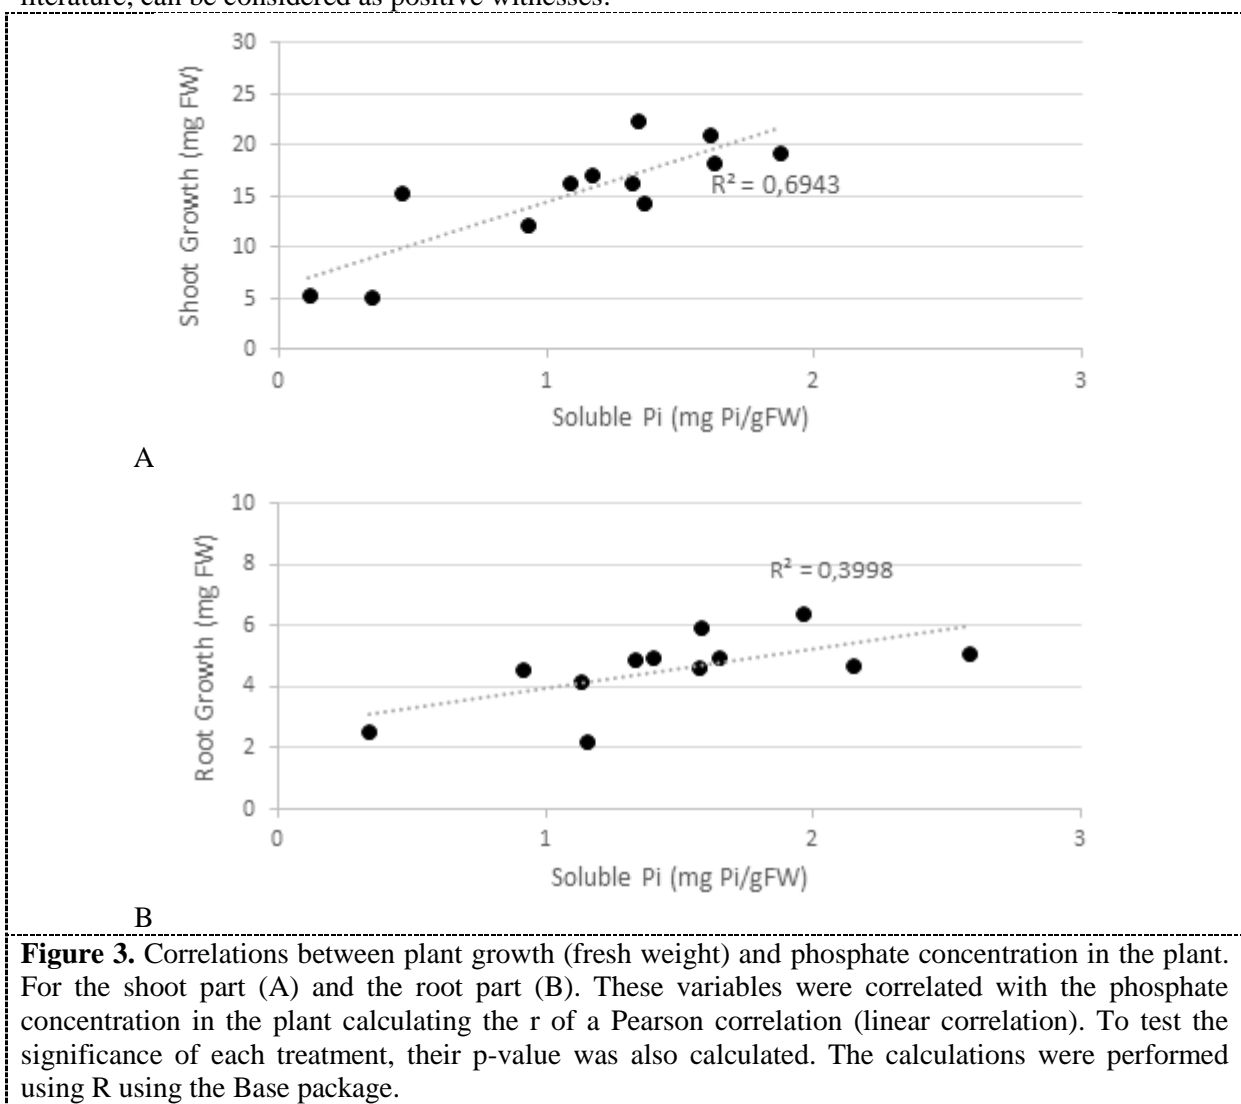 literature, can be considered as positive witnesses.
30
25
20
15
10
5
0
Shoot Growth (mg FW)
R² = 0,6943
0 1 2 3
Soluble Pi (mg Pi/gFW)
A
10
8
6
4
2
0
Root Growth (mg FW)
R² = 0,3998
0 1 2 3
Soluble Pi (mg Pi/gFW)
B
Figure 3. Correlations between plant growth (fresh weight) and phosphate concentration in the plant.
For the shoot part (A) and the root part (B). These variables were correlated with the phosphate
concentration in the plant calculating the r of a Pearson correlation (linear correlation). To test the
significance of each treatment, their p-value was also calculated. The calculations were performed
using R using the Base package.